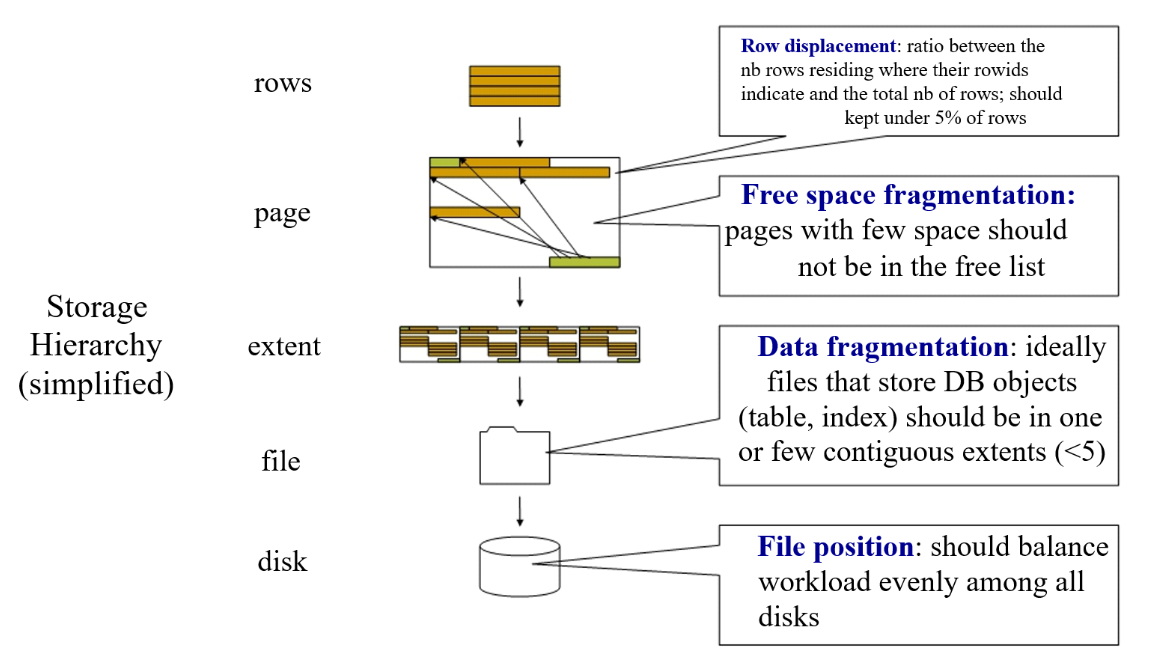 Storage
Hierarchy
(simplified)
rows
page
extent
file
disk
Row displacement: ratio between the
nb rows residing where their rowids
indicate and the total nb of rows; should
kept under 5% of rows
Free space fragmentation:
pages with few space should
not be in the free list
Data fragmentation: ideally
files that store DB objects
(table, index) should be in one
or few contiguous extents (<5)
File position: should balance
workload evenly among all
disks